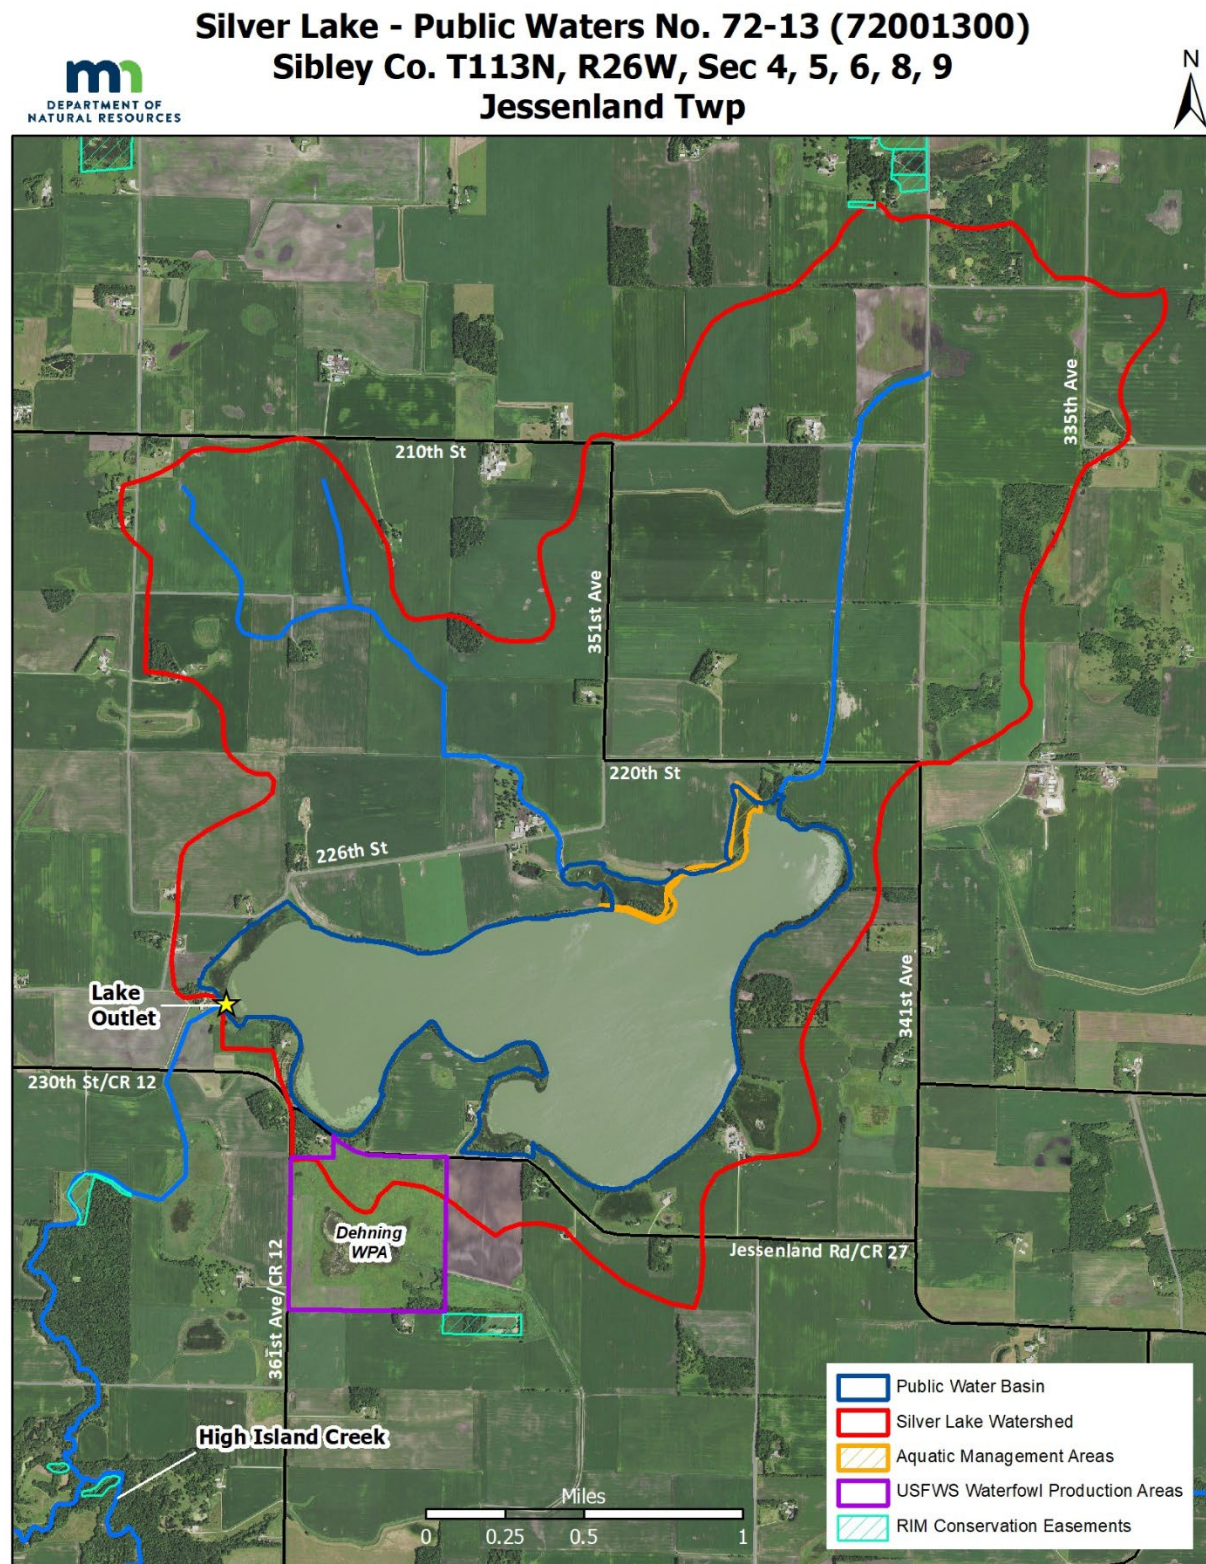 Silver Lake - Public Waters No. 72-13 (72001300)
Sibley Co. T113N, R26W, Sec 4, 5, 6, 8, 9
Jessenland Twp
mn
DEPARTMENT OF
NATURAL RESOURCES
N
210th St
335th Ave
351st Ave
220th St
226th St
Lake
Outlet
341st Ave
230th St/CR 12
Dehning
WPA
Jessenland Rd/CR 27
361st Ave/CR 12
High Island Creek
Miles
0 0.25 0.5 1
Public Water Basin
Silver Lake Watershed
Aquatic Management Areas
USFWS Waterfowl Production Areas
RIM Conservation Easements